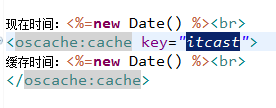 现在时间：<%=new Date() %><br>
<oscache:cache key="itcast">
缓存时间：<%=new Date() %><br>
</oscache:cache>